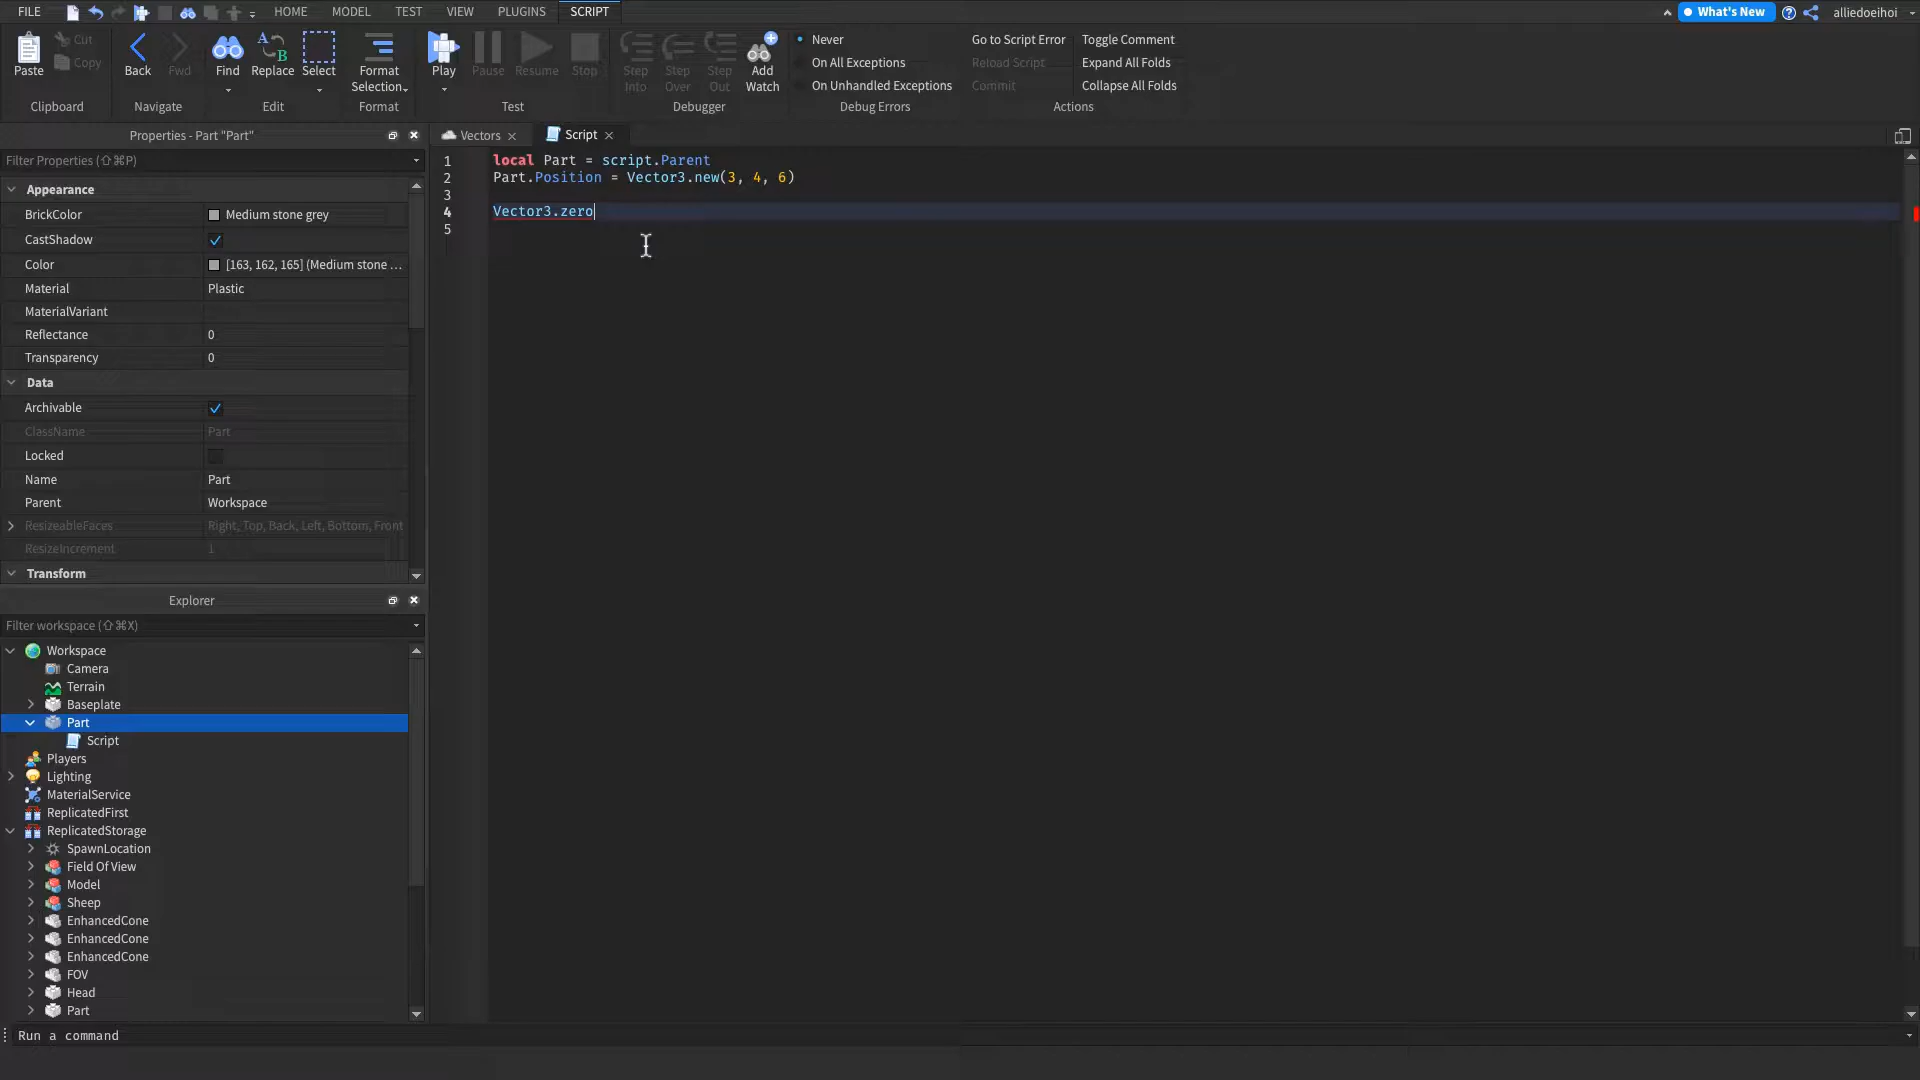 FILE HOME MODEL TEST VIEW PLUGINS SCRIPT What's New alliedoeihoi
Paste Cut Copy Back Fwd Find Replace Select Format Selection Play Pause Resume Stop Step Into Step Over Step Out Add Watch
Never
On All Exceptions
On Unhandled Exceptions
Go to Script Error
Reload Script
Commit
Toggle Comment
Expand All Folds
Collapse All Folds
Clipboard Navigate Edit Format Test Debugger Debug Errors Actions
Properties - Part "Part"
Filter Properties (⇧⌘P)
Appearance
BrickColor Medium stone grey
CastShadow
Color [163, 162, 165] (Medium stone ...
Material Plastic
MaterialVariant
Reflectance 0
Transparency 0
Data
Archivable
ClassName Part
Locked
Name Part
Parent Workspace
ResizeableFaces Right, Top, Back, Left, Bottom, Front
ResizeIncrement 1
Transform
Explorer
Filter workspace (⇧⌘X)
Workspace
Camera
Terrain
Baseplate
Part
Script
Players
Lighting
MaterialService
ReplicatedFirst
ReplicatedStorage
SpawnLocation
Field Of View
Model
Sheep
EnhancedCone
EnhancedCone
EnhancedCone
FOV
Head
Part
Vectors Script
1 local Part = script.Parent
2 Part.Position = Vector3.new(3, 4, 6)
3
4 Vector3.zero
5
Run a command